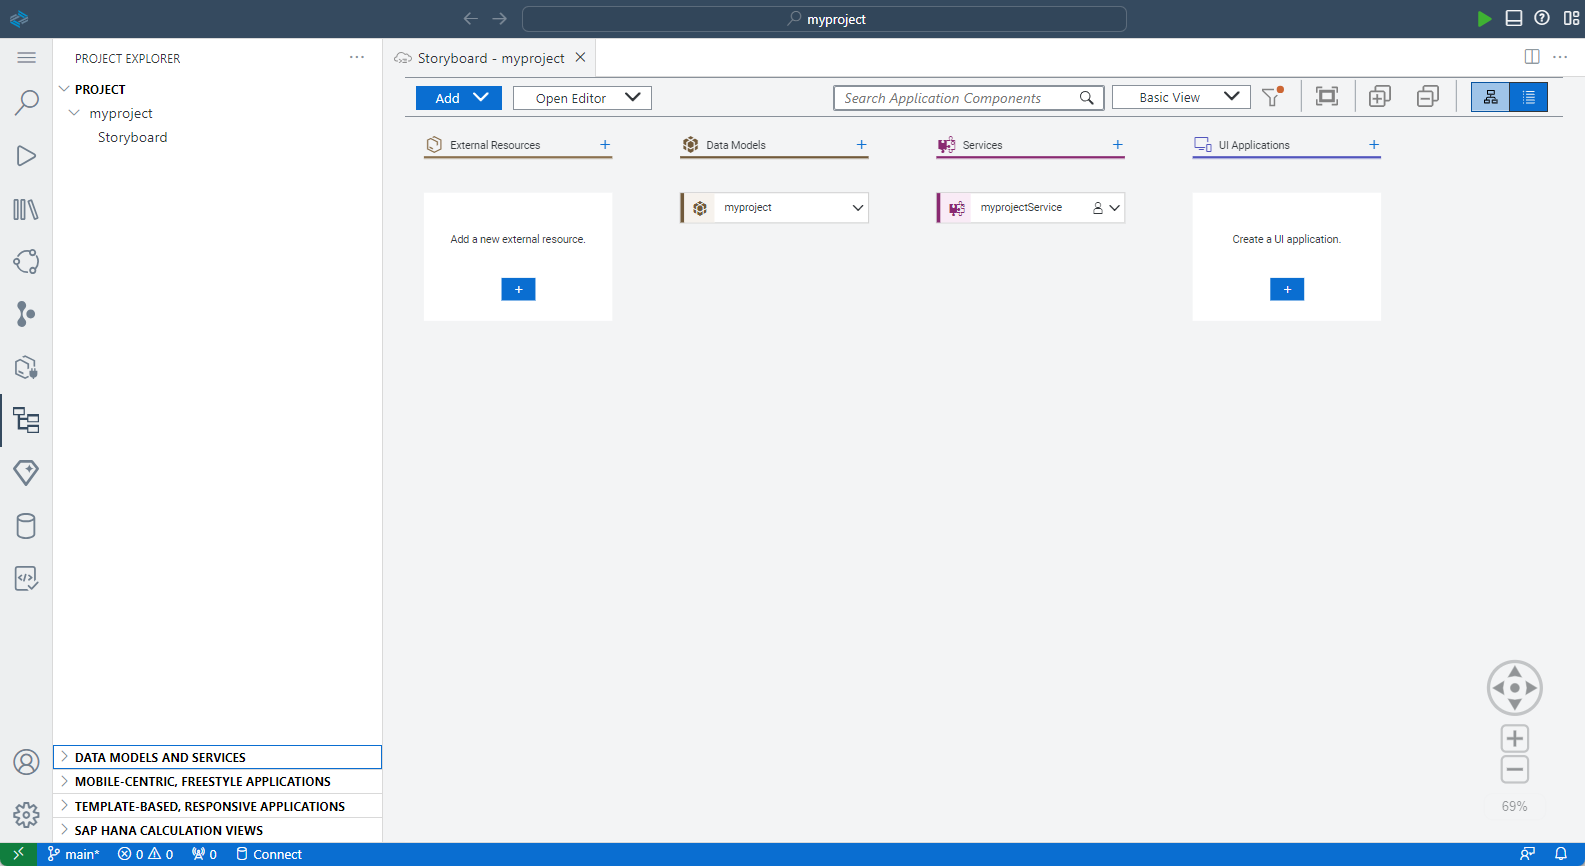 myproject
PROJECT EXPLORER
PROJECT
myproject
Storyboard
DATA MODELS AND SERVICES
MOBILE-CENTRIC, FREESTYLE APPLICATIONS
TEMPLATE-BASED, RESPONSIVE APPLICATIONS
SAP HANA CALCULATION VIEWS
Storyboard - myproject
Add
Open Editor
Search Application Components
Basic View
External Resources
Data Models
Services
UI Applications
Add a new external resource.
myproject
myprojectService
Create a UI application.
69%
main* 0 0 0 Connect